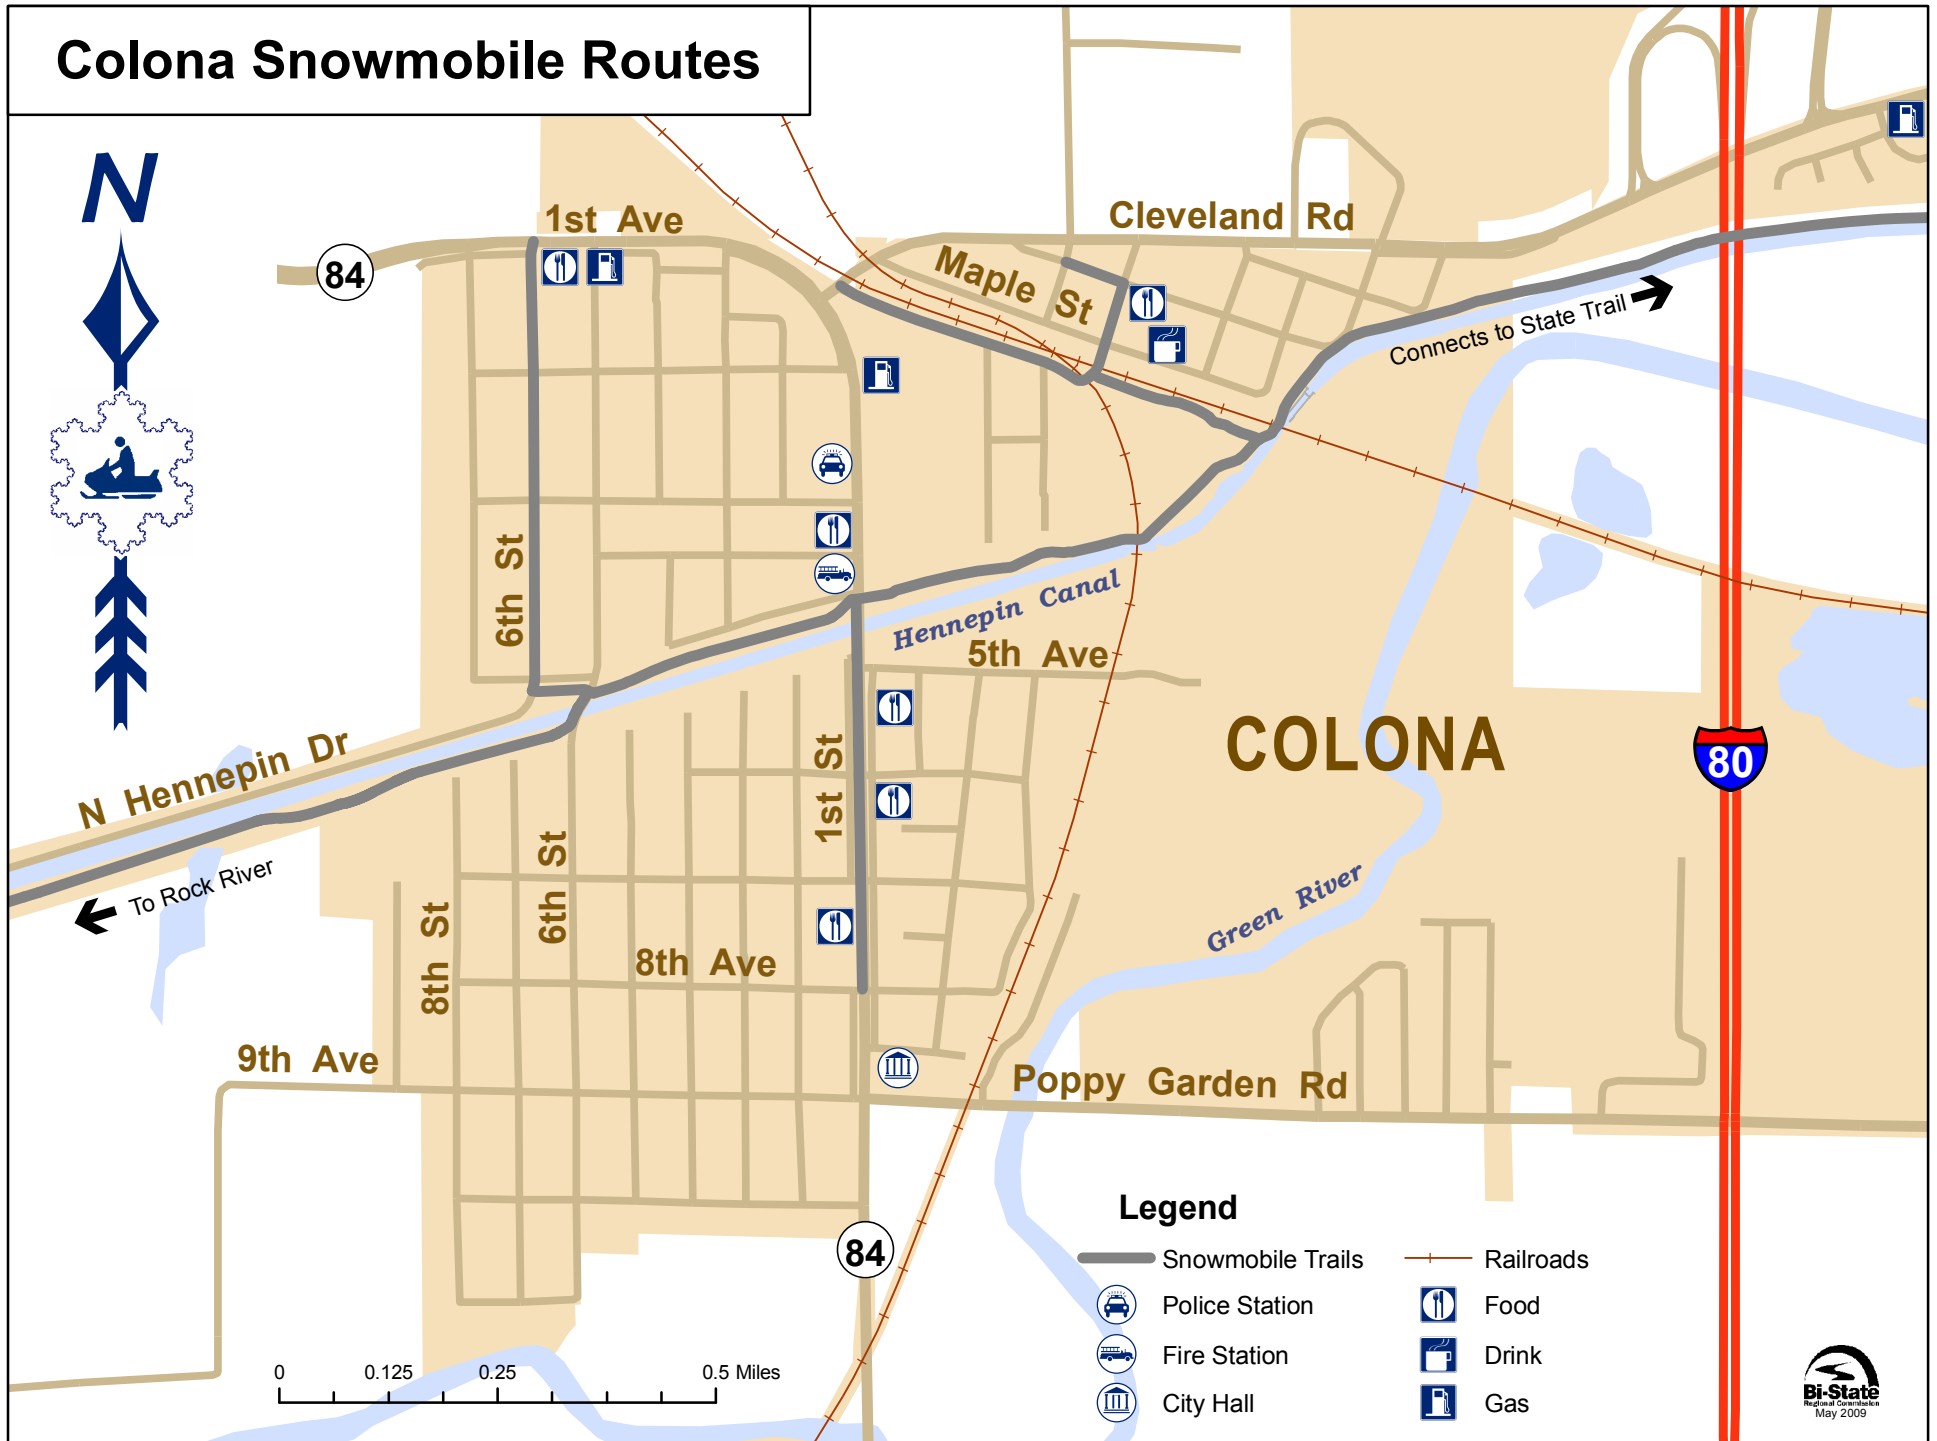 Colona Snowmobile Routes
N
1st Ave
Cleveland Rd
84
Maple St
Connects to State Trail
6th St
Hennepin Canal
5th Ave
COLONA
80
N Hennepin Dr
1st St
6th St
To Rock River
8th St
8th Ave
Green River
9th Ave
Poppy Garden Rd
84
Legend
Snowmobile Trails
Railroads
Police Station
Food
Fire Station
Drink
City Hall
Gas
0 0.125 0.25 0.5 Miles
Bi-State
Regional Commission
May 2009